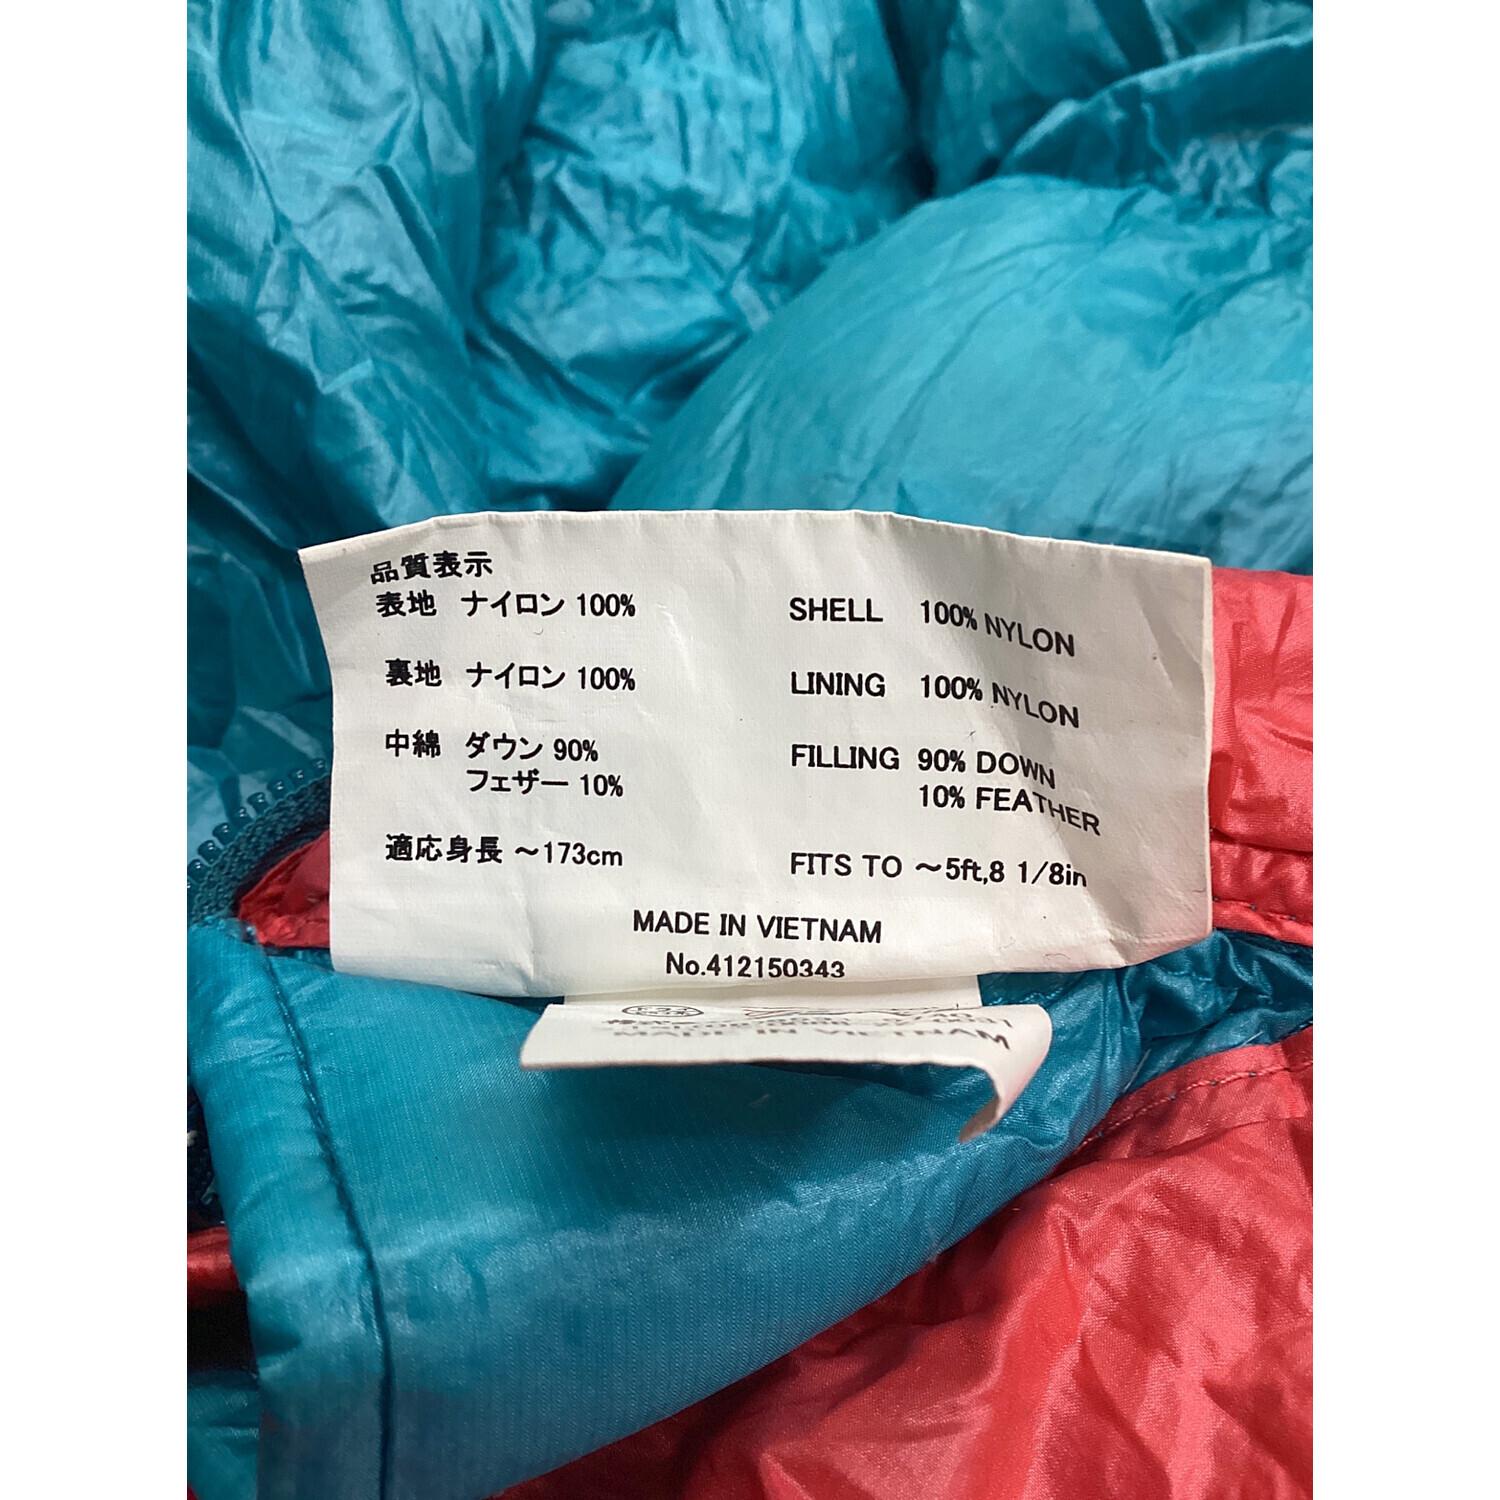 品質表示
表地 ナイロン 100%
裏地 ナイロン 100%
中綿 ダウン 90%
フェザー 10%
適応身長 ～173cm
SHELL 100% NYLON
LINING 100% NYLON
FILLING 90% DOWN
10% FEATHER
FITS TO ～5ft,8 1/8in
MADE IN VIETNAM
No.412150343
MADE IN VIETNAM